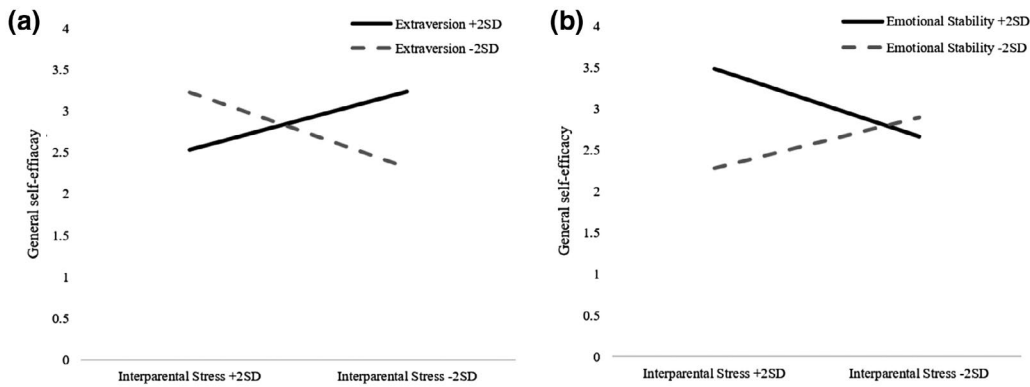 (a)
Extraversion +2SD
Extraversion -2SD
General self-effiacay
4
3.5
3
2.5
2
1.5
1
0.5
0
Interparental Stress +2SD
Interparental Stress -2SD
(b)
Emotional Stability +2SD
Emotional Stability -2SD
General self-efficacy
4
3.5
3
2.5
2
1.5
1
0.5
0
Interparental Stress +2SD
Interparental Stress -2SD